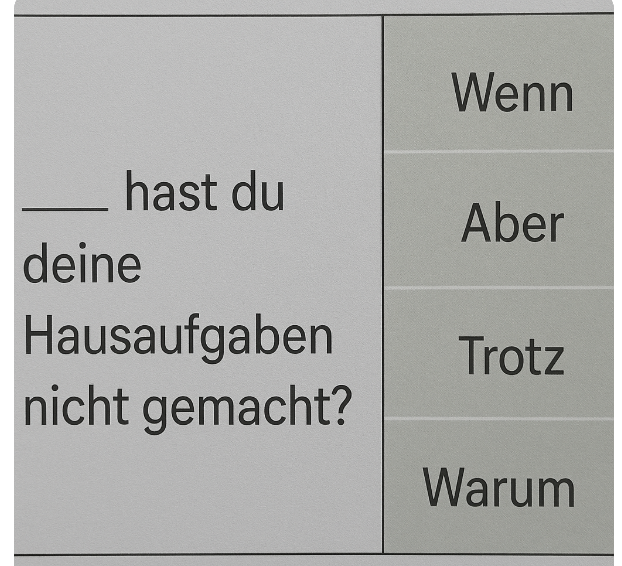 ____ hast du
deine
Hausaufgaben
nicht gemacht?
Wenn
Aber
Trotz
Warum